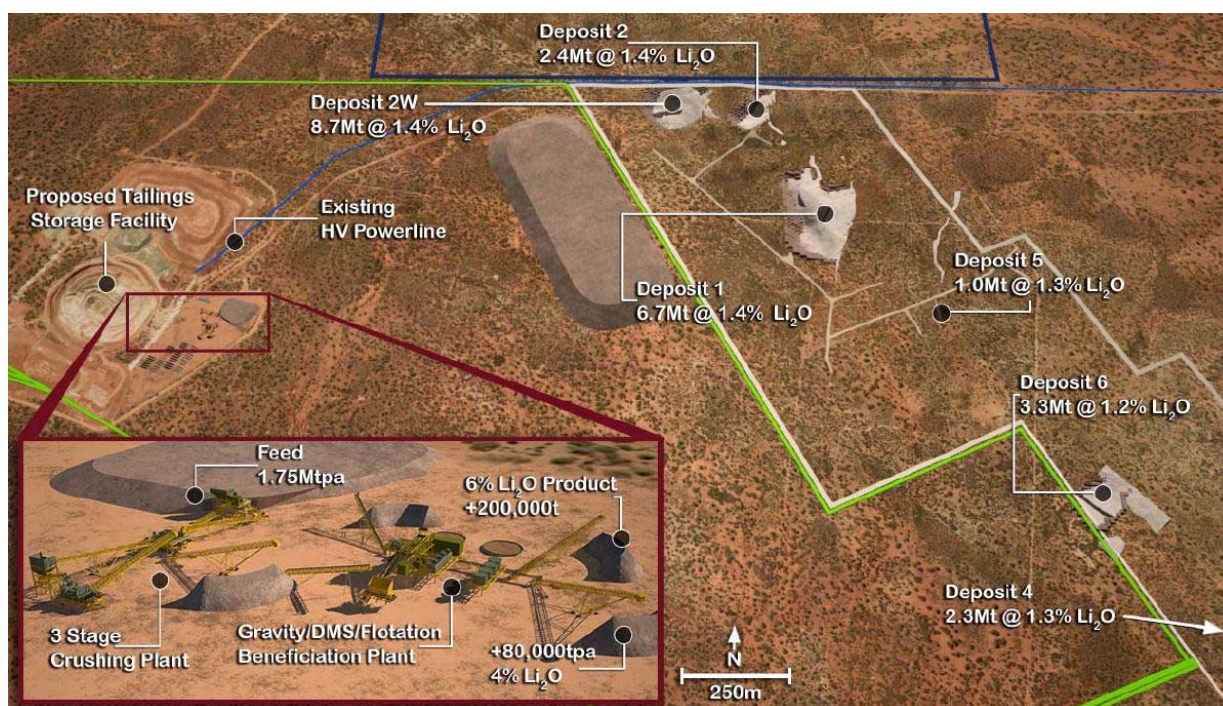 Deposit 2
2.4Mt @ 1.4% Li₂O
Deposit 2W
8.7Mt @ 1.4% Li₂O
Proposed Tailings
Storage Facility
Existing
HV Powerline
Deposit 1
6.7Mt @ 1.4% Li₂O
Deposit 5
1.0Mt @ 1.3% Li₂O
Deposit 6
3.3Mt @ 1.2% Li₂O
Feed
1.75Mtpa
6% Li₂O Product
+200,000t
3 Stage
Crushing Plant
Gravity/DMS/Flotation
Beneficiation Plant
+80,000tpa
4% Li₂O
Deposit 4
2.3Mt @ 1.3% Li₂O
N
250m